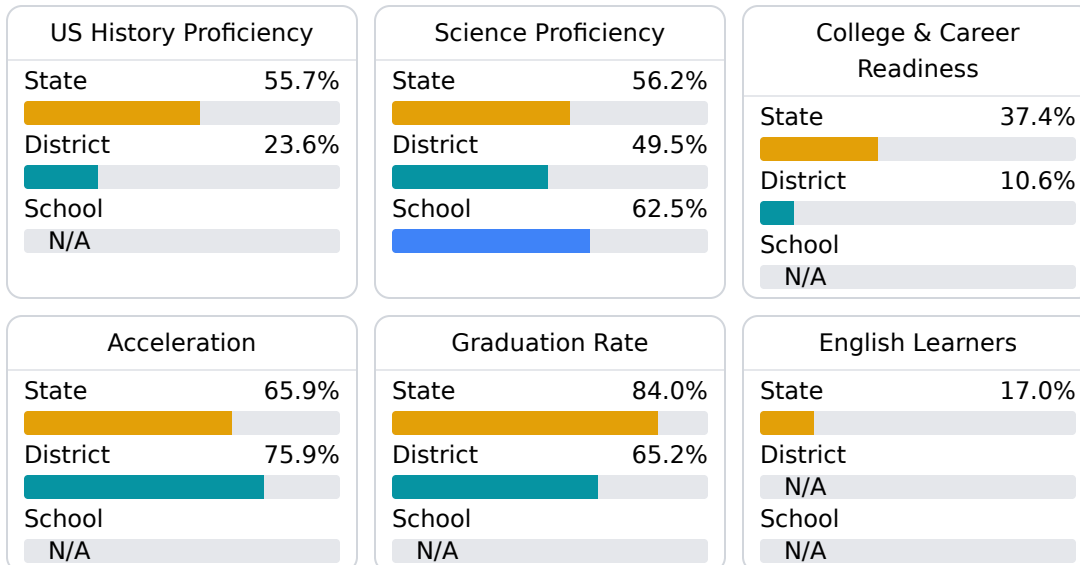 US History Proficiency
State 55.7%
District 23.6%
School
N/A
Science Proficiency
State 56.2%
District 49.5%
School 62.5%
College & Career
Readiness
State 37.4%
District 10.6%
School
N/A
Acceleration
State 65.9%
District 75.9%
School
N/A
Graduation Rate
State 84.0%
District 65.2%
School
N/A
English Learners
State 17.0%
District
N/A
School
N/A